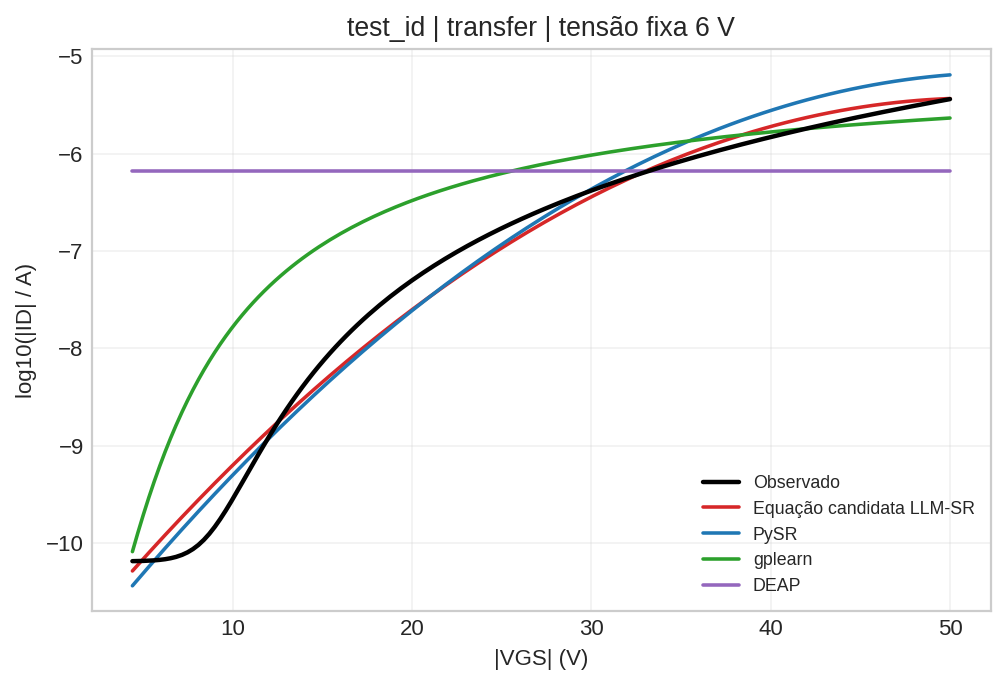 test_id | transfer | tensão fixa 6 V
−5
−6
−7
−8
−9
−10
log10(|ID| / A)
Observado
Equação candidata LLM-SR
PySR
gplearn
DEAP
10
20
30
40
50
|VGS| (V)